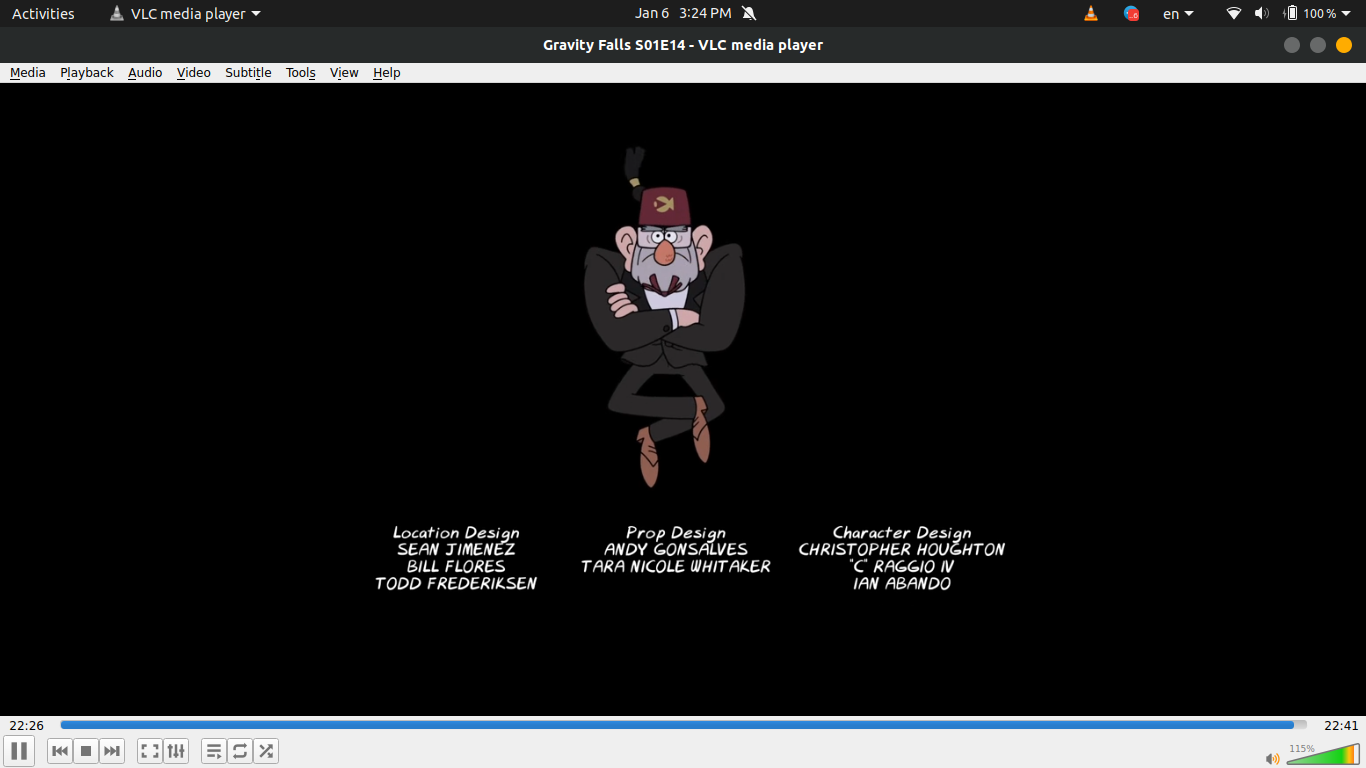 Activities VLC media player Jan 6 3:24 PM en 100 %
Gravity Falls S01E14 - VLC media player
Media Playback Audio Video Subtitle Tools View Help
Location Design
SEAN JIMENEZ
BILL FLORES
TODD FREDERIKSEN
Prop Design
ANDY GONSALVES
TARA NICOLE WHITAKER
Character Design
CHRISTOPHER HOUGHTON
"C" RAGGIO IV
IAN ABANDO
22:26 22:41
115%